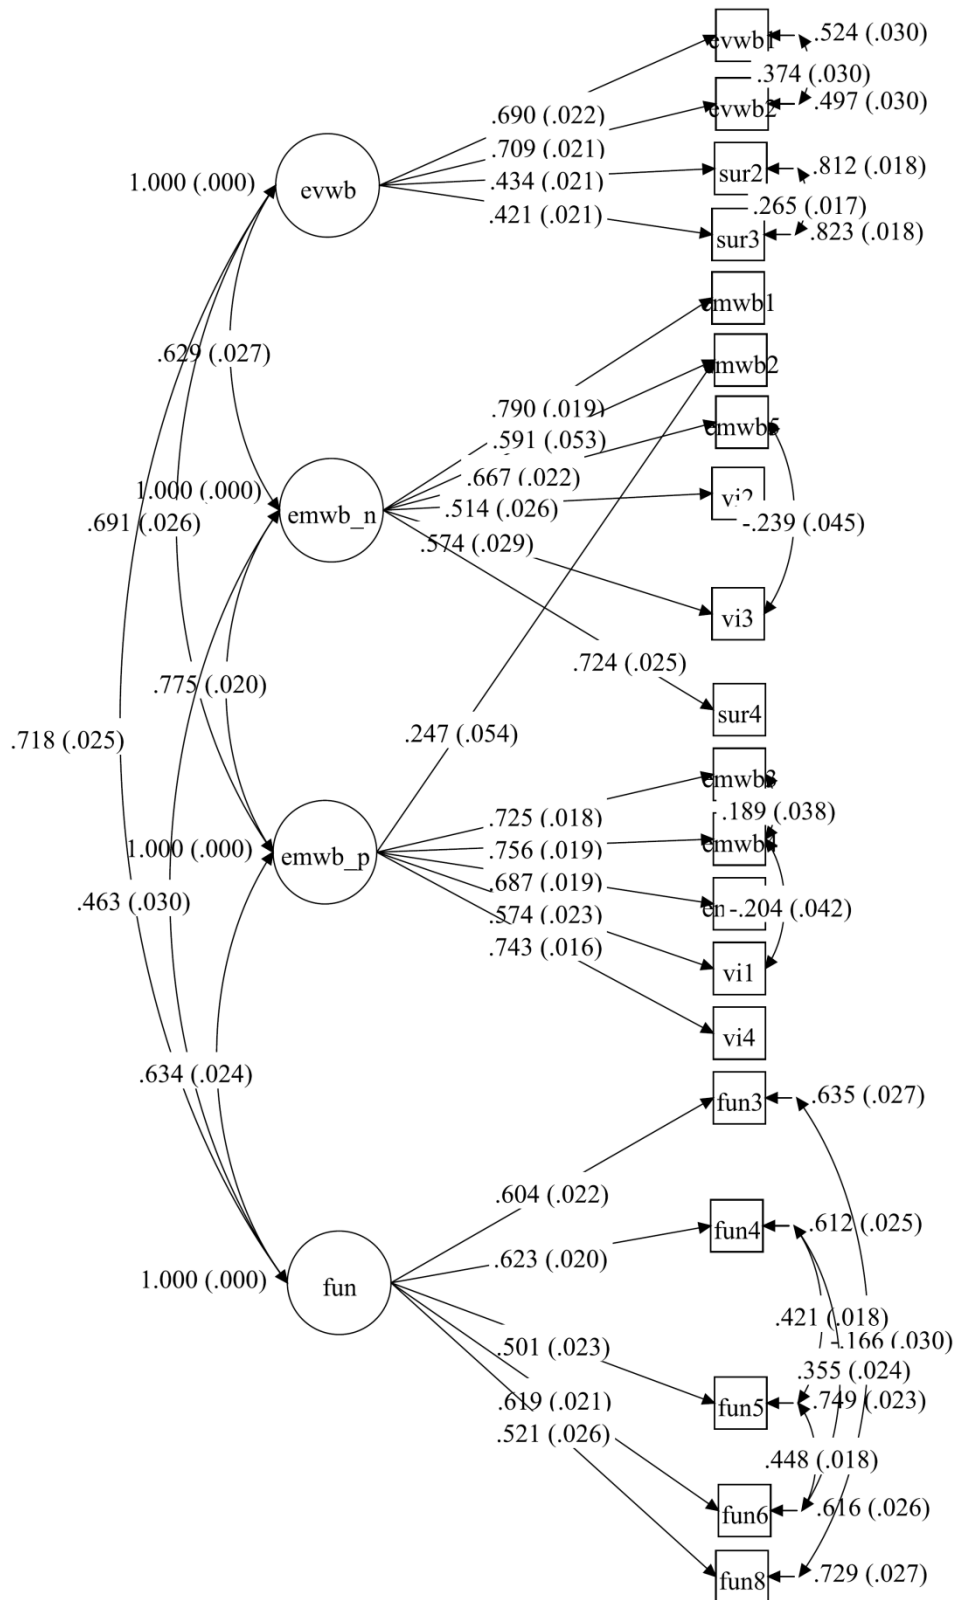 evwb1
.524 (.030)
.374 (.030)
evwb2
.497 (.030)
.690 (.022)
.709 (.021)
sur2
.812 (.018)
1.000 (.000)
evwb
.434 (.021)
.265 (.017)
.421 (.021)
sur3
.823 (.018)
emwb1
.629 (.027)
emwb2
.790 (.019)
emwb5
.591 (.053)
.667 (.022)
1.000 (.000)
vi2
.514 (.026)
emwb_n
.691 (.026)
-.239 (.045)
.574 (.029)
vi3
.724 (.025)
.775 (.020)
sur4
.718 (.025)
.247 (.054)
emwb3
.725 (.018)
.189 (.038)
1.000 (.000)
emwb_p
.756 (.019)
emwb4
.687 (.019)
.463 (.030)
.574 (.023)
-.204 (.042)
.743 (.016)
vi1
vi4
.634 (.024)
fun3
.635 (.027)
.604 (.022)
fun4
.612 (.025)
.623 (.020)
1.000 (.000)
fun
.421 (.018)
-.166 (.030)
.501 (.023)
.355 (.024)
.619 (.021)
fun5
.749 (.023)
.521 (.026)
.448 (.018)
fun6
.616 (.026)
fun8
.729 (.027)